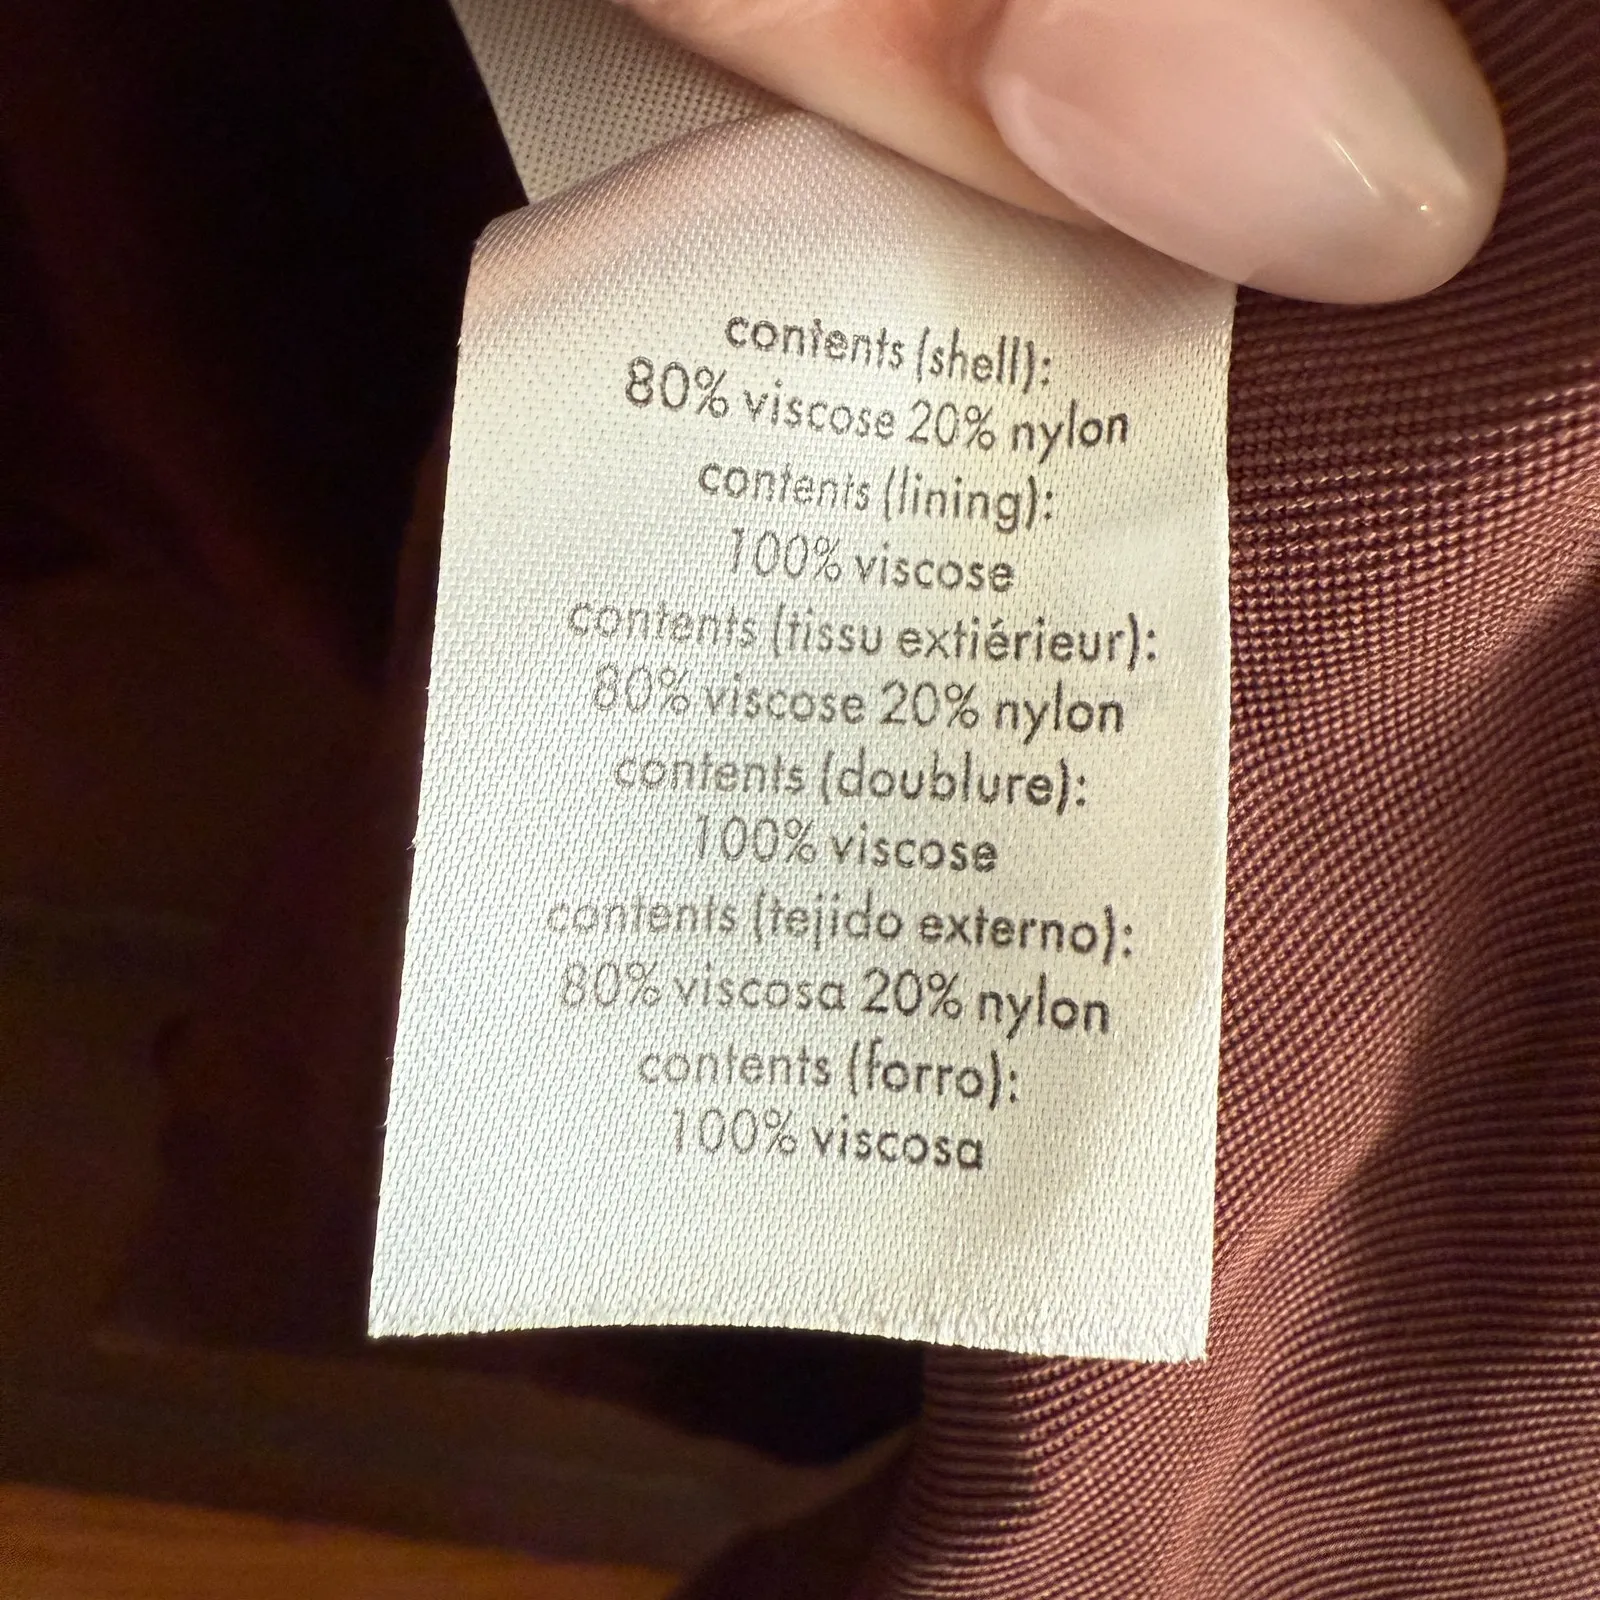 contents (shell):
80% viscose 20% nylon
contents (lining):
100% viscose
contents (tissu extiérieur):
80% viscose 20% nylon
contents (doublure):
100% viscose
contents (tejido externo):
80% viscosa 20% nylon
contents (forro):
100% viscosa